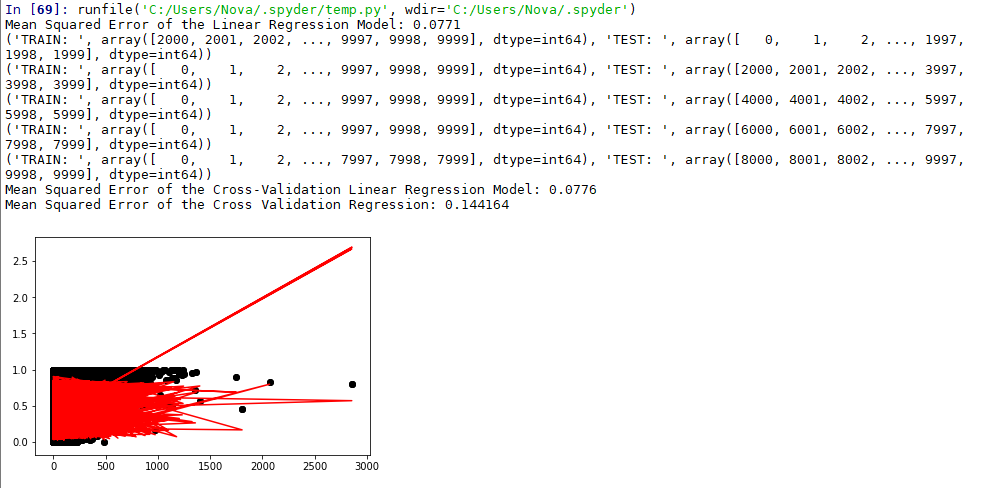 In [69]: runfile('C:/Users/Nova/.spyder/temp.py', wdir='C:/Users/Nova/.spyder')
Mean Squared Error of the Linear Regression Model: 0.0771
('TRAIN: ', array([2000, 2001, 2002, ..., 9997, 9998, 9999], dtype=int64), 'TEST: ', array([   0,    1,    2, ..., 1997,
1998, 1999], dtype=int64))
('TRAIN: ', array([   0,    1,    2, ..., 9997, 9998, 9999], dtype=int64), 'TEST: ', array([2000, 2001, 2002, ..., 3997,
3998, 3999], dtype=int64))
('TRAIN: ', array([   0,    1,    2, ..., 9997, 9998, 9999], dtype=int64), 'TEST: ', array([4000, 4001, 4002, ..., 5997,
5998, 5999], dtype=int64))
('TRAIN: ', array([   0,    1,    2, ..., 9997, 9998, 9999], dtype=int64), 'TEST: ', array([6000, 6001, 6002, ..., 7997,
7998, 7999], dtype=int64))
('TRAIN: ', array([   0,    1,    2, ..., 7997, 7998, 7999], dtype=int64), 'TEST: ', array([8000, 8001, 8002, ..., 9997,
9998, 9999], dtype=int64))
Mean Squared Error of the Cross-Validation Linear Regression Model: 0.0776
Mean Squared Error of the Cross Validation Regression: 0.144164
2.5
2.0
1.5
1.0
0.5
0.0
0 500 1000 1500 2000 2500 3000